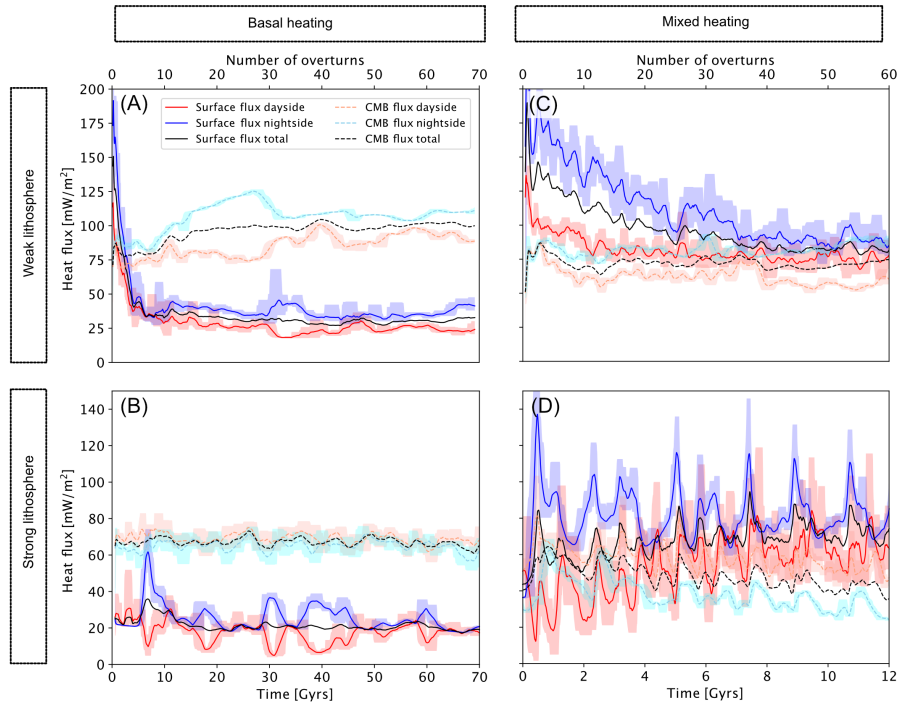 Basal heating
Mixed heating
Number of overturns
Number of overturns
0 10 20 30 40 50 60 70
0 10 20 30 40 50 60
Weak lithosphere
Heat flux [mW/m²]
200
175
150
125
100
75
50
25
0
(A)
Surface flux dayside
Surface flux nightside
Surface flux total
CMB flux dayside
CMB flux nightside
CMB flux total
(C)
Strong lithosphere
Heat flux [mW/m²]
140
120
100
80
60
40
20
0
(B)
(D)
0 10 20 30 40 50 60 70
0 2 4 6 8 10 12
Time [Gyrs]
Time [Gyrs]